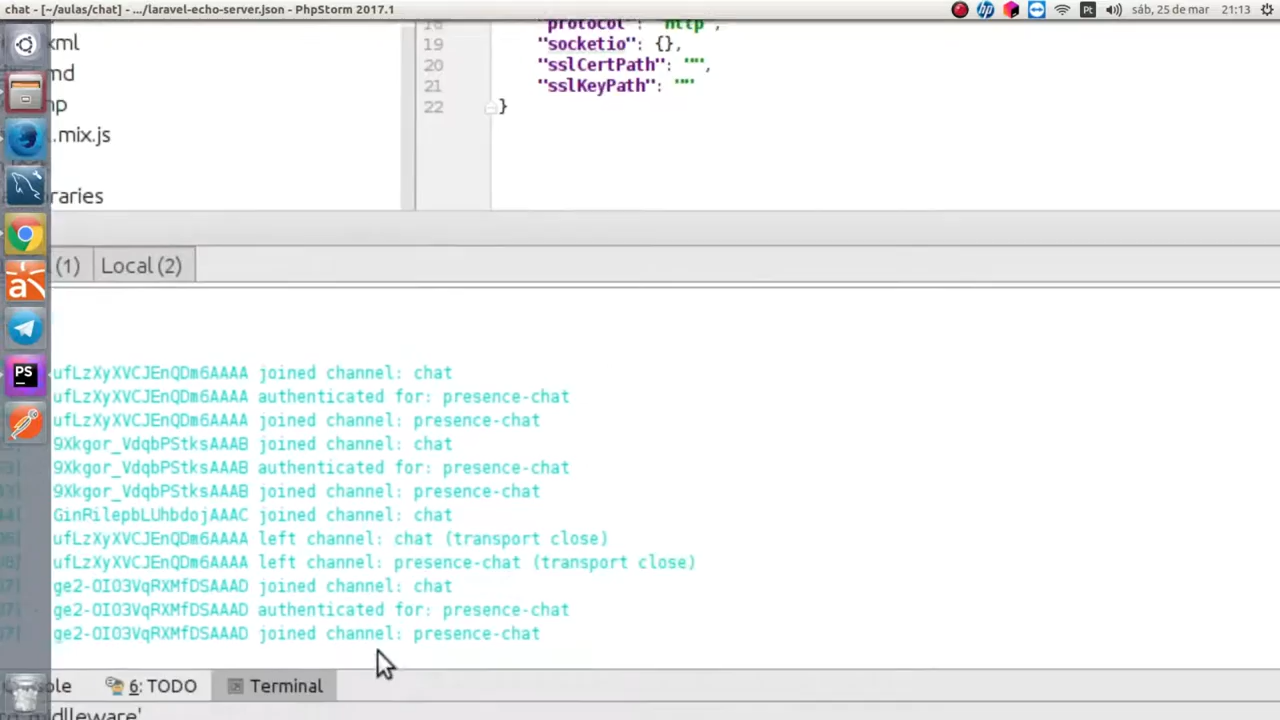 chat - [~/aulas/chat] - .../laravel-echo-server.json - PhpStorm 2017.1
Pt
sáb, 25 de mar
21:13
18 "protocol": "http",
19 "socketio": {},
20 "sslCertPath": "",
21 "sslKeyPath": ""
22 }
.mix.js
(1)
Local (2)
ufLzXyXVCJEnQDm6AAAA joined channel: chat
ufLzXyXVCJEnQDm6AAAA authenticated for: presence-chat
ufLzXyXVCJEnQDm6AAAA joined channel: presence-chat
9Xkgor_VdqbPStksAAAB joined channel: chat
9Xkgor_VdqbPStksAAAB authenticated for: presence-chat
9Xkgor_VdqbPStksAAAB joined channel: presence-chat
GinRilepbLUhbdojAAAC joined channel: chat
ufLzXyXVCJEnQDm6AAAA left channel: chat (transport close)
ufLzXyXVCJEnQDm6AAAA left channel: presence-chat (transport close)
ge2-OIO3VqRXMfDSAAAD joined channel: chat
ge2-OIO3VqRXMfDSAAAD authenticated for: presence-chat
ge2-OIO3VqRXMfDSAAAD joined channel: presence-chat
6: TODO
Terminal